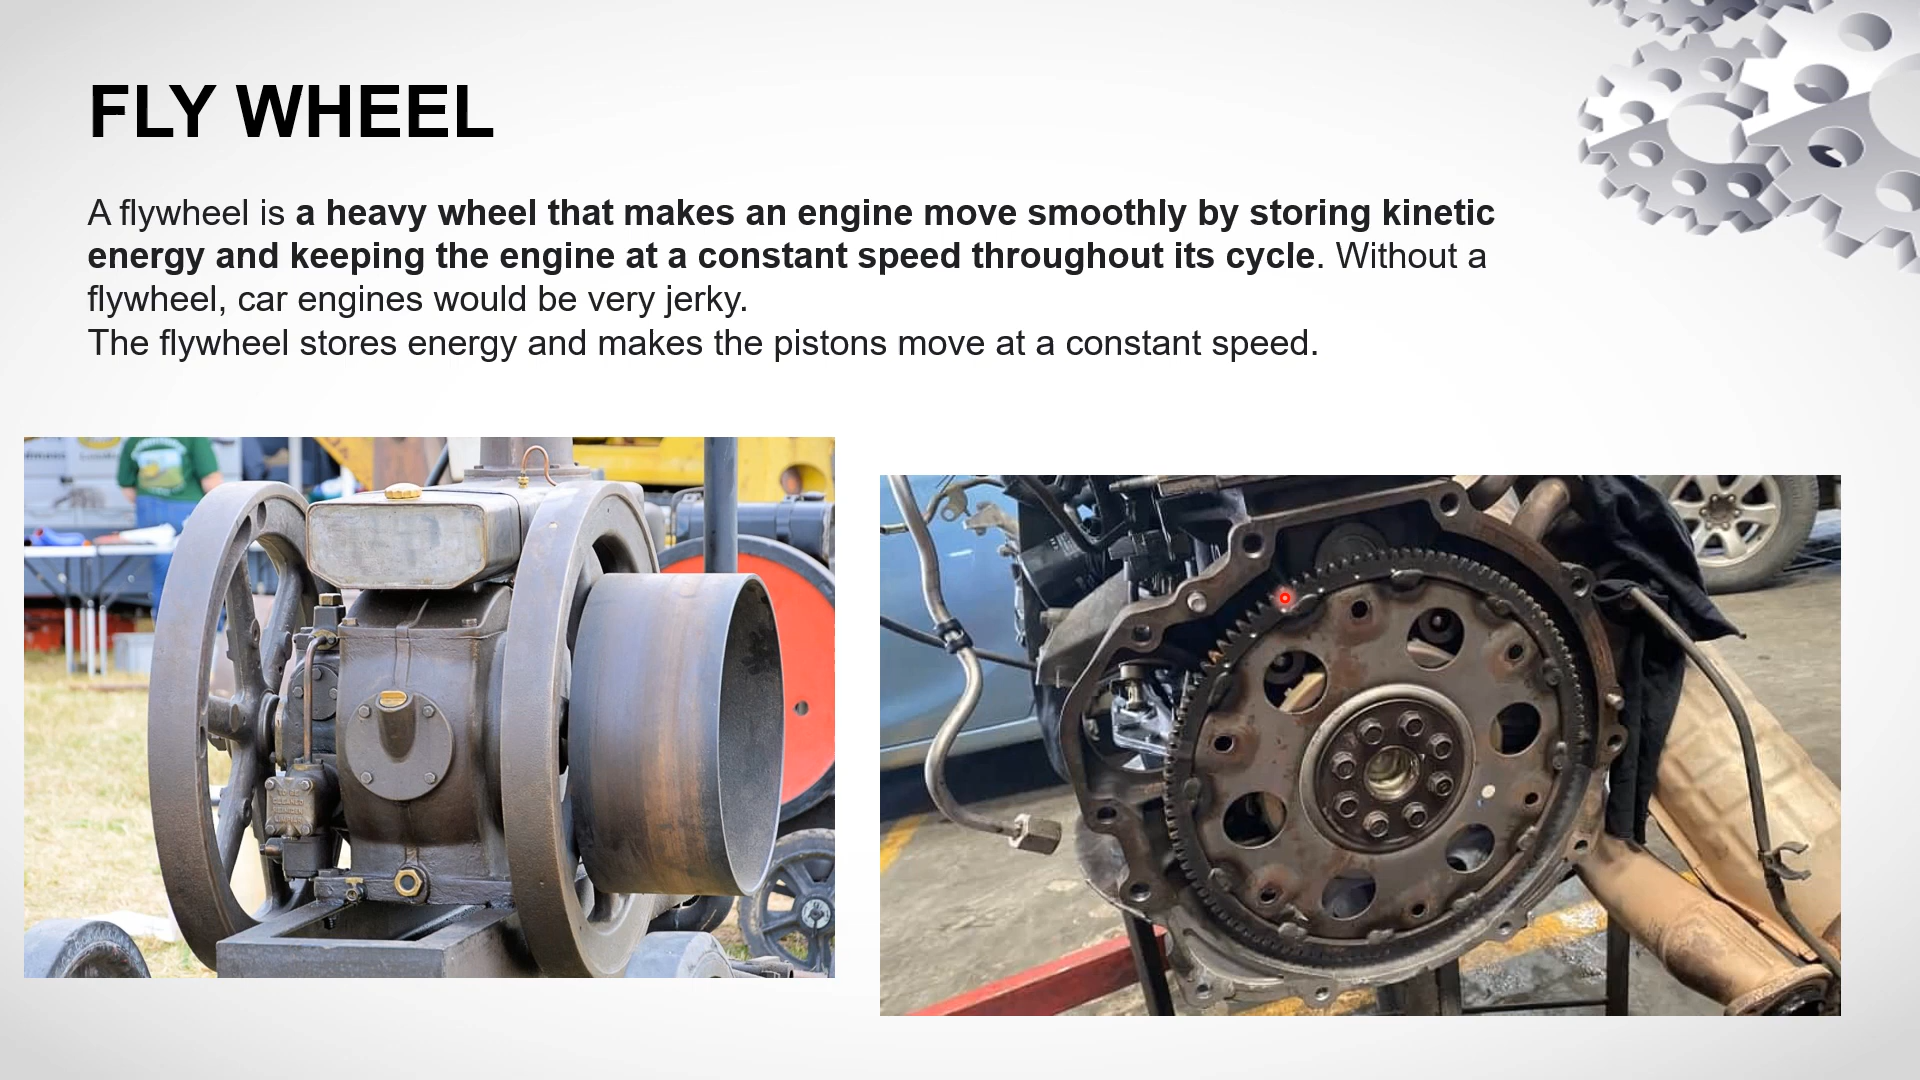 FLY WHEEL
A flywheel is a heavy wheel that makes an engine move smoothly by storing kinetic
energy and keeping the engine at a constant speed throughout its cycle. Without a
flywheel, car engines would be very jerky.
The flywheel stores energy and makes the pistons move at a constant speed.